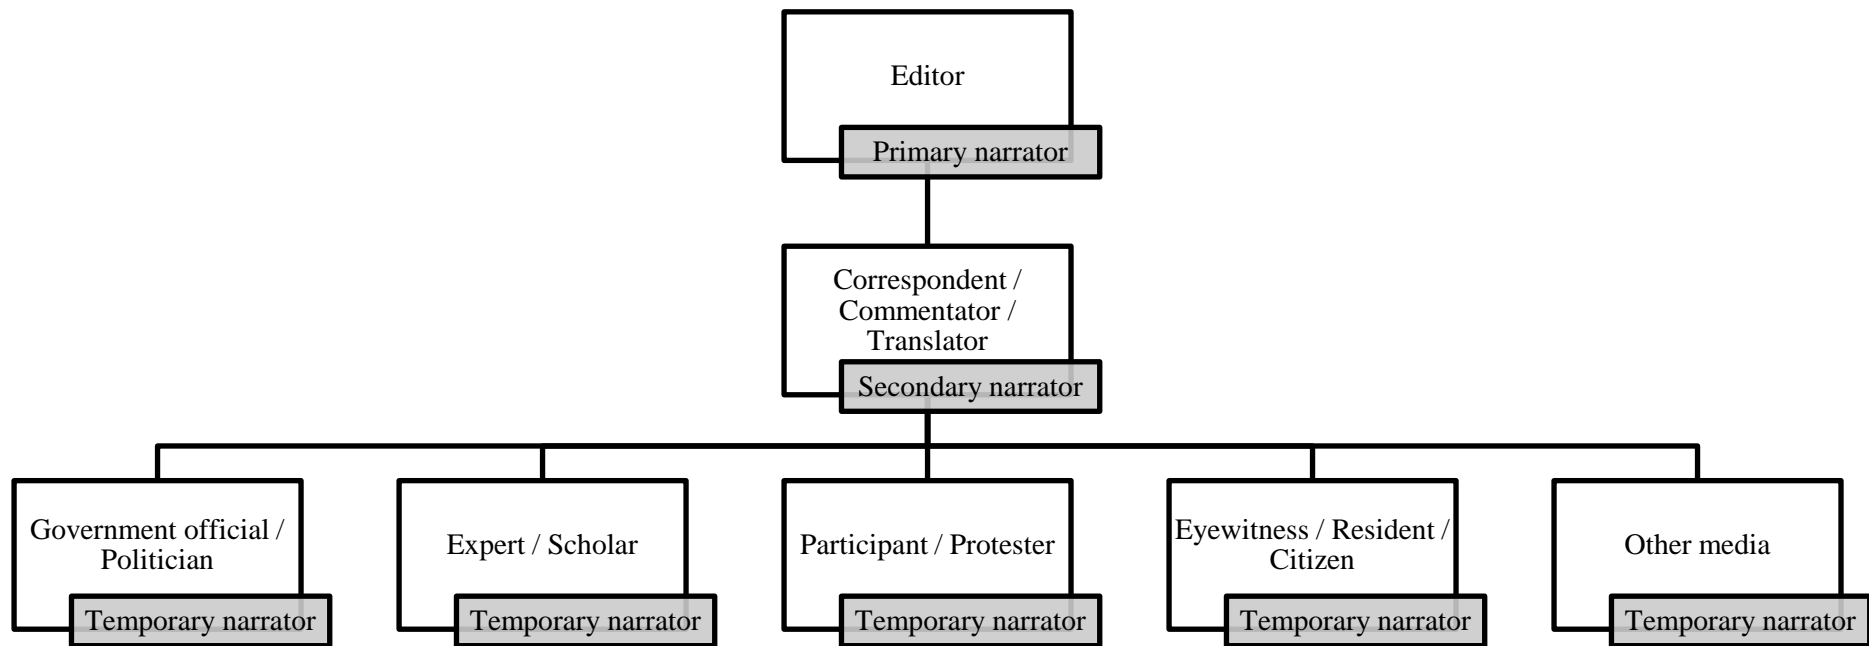 Editor
Primary narrator
Correspondent /
Commentator /
Translator
Secondary narrator
Government official /
Politician
Temporary narrator
Expert / Scholar
Temporary narrator
Participant / Protester
Temporary narrator
Eyewitness / Resident /
Citizen
Temporary narrator
Other media
Temporary narrator